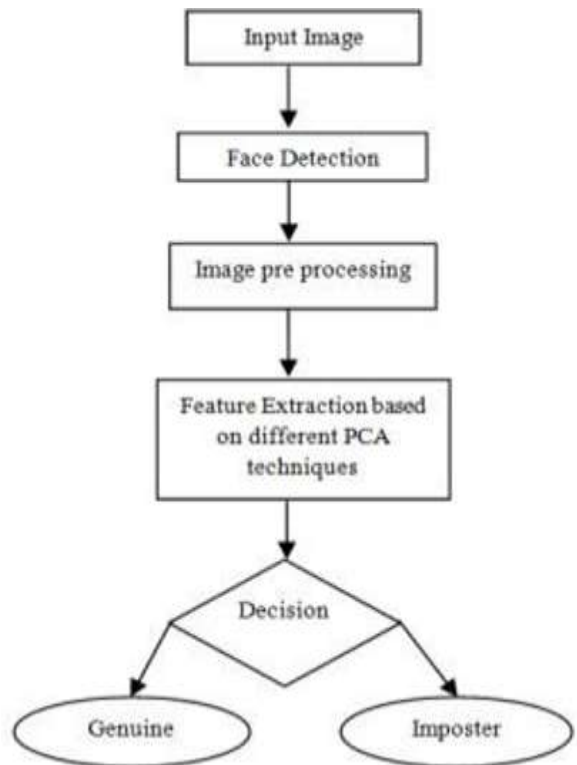 Input Image
Face Detection
Image pre processing
Feature Extraction based
on different PCA
techniques
Decision
Genuine
Imposter